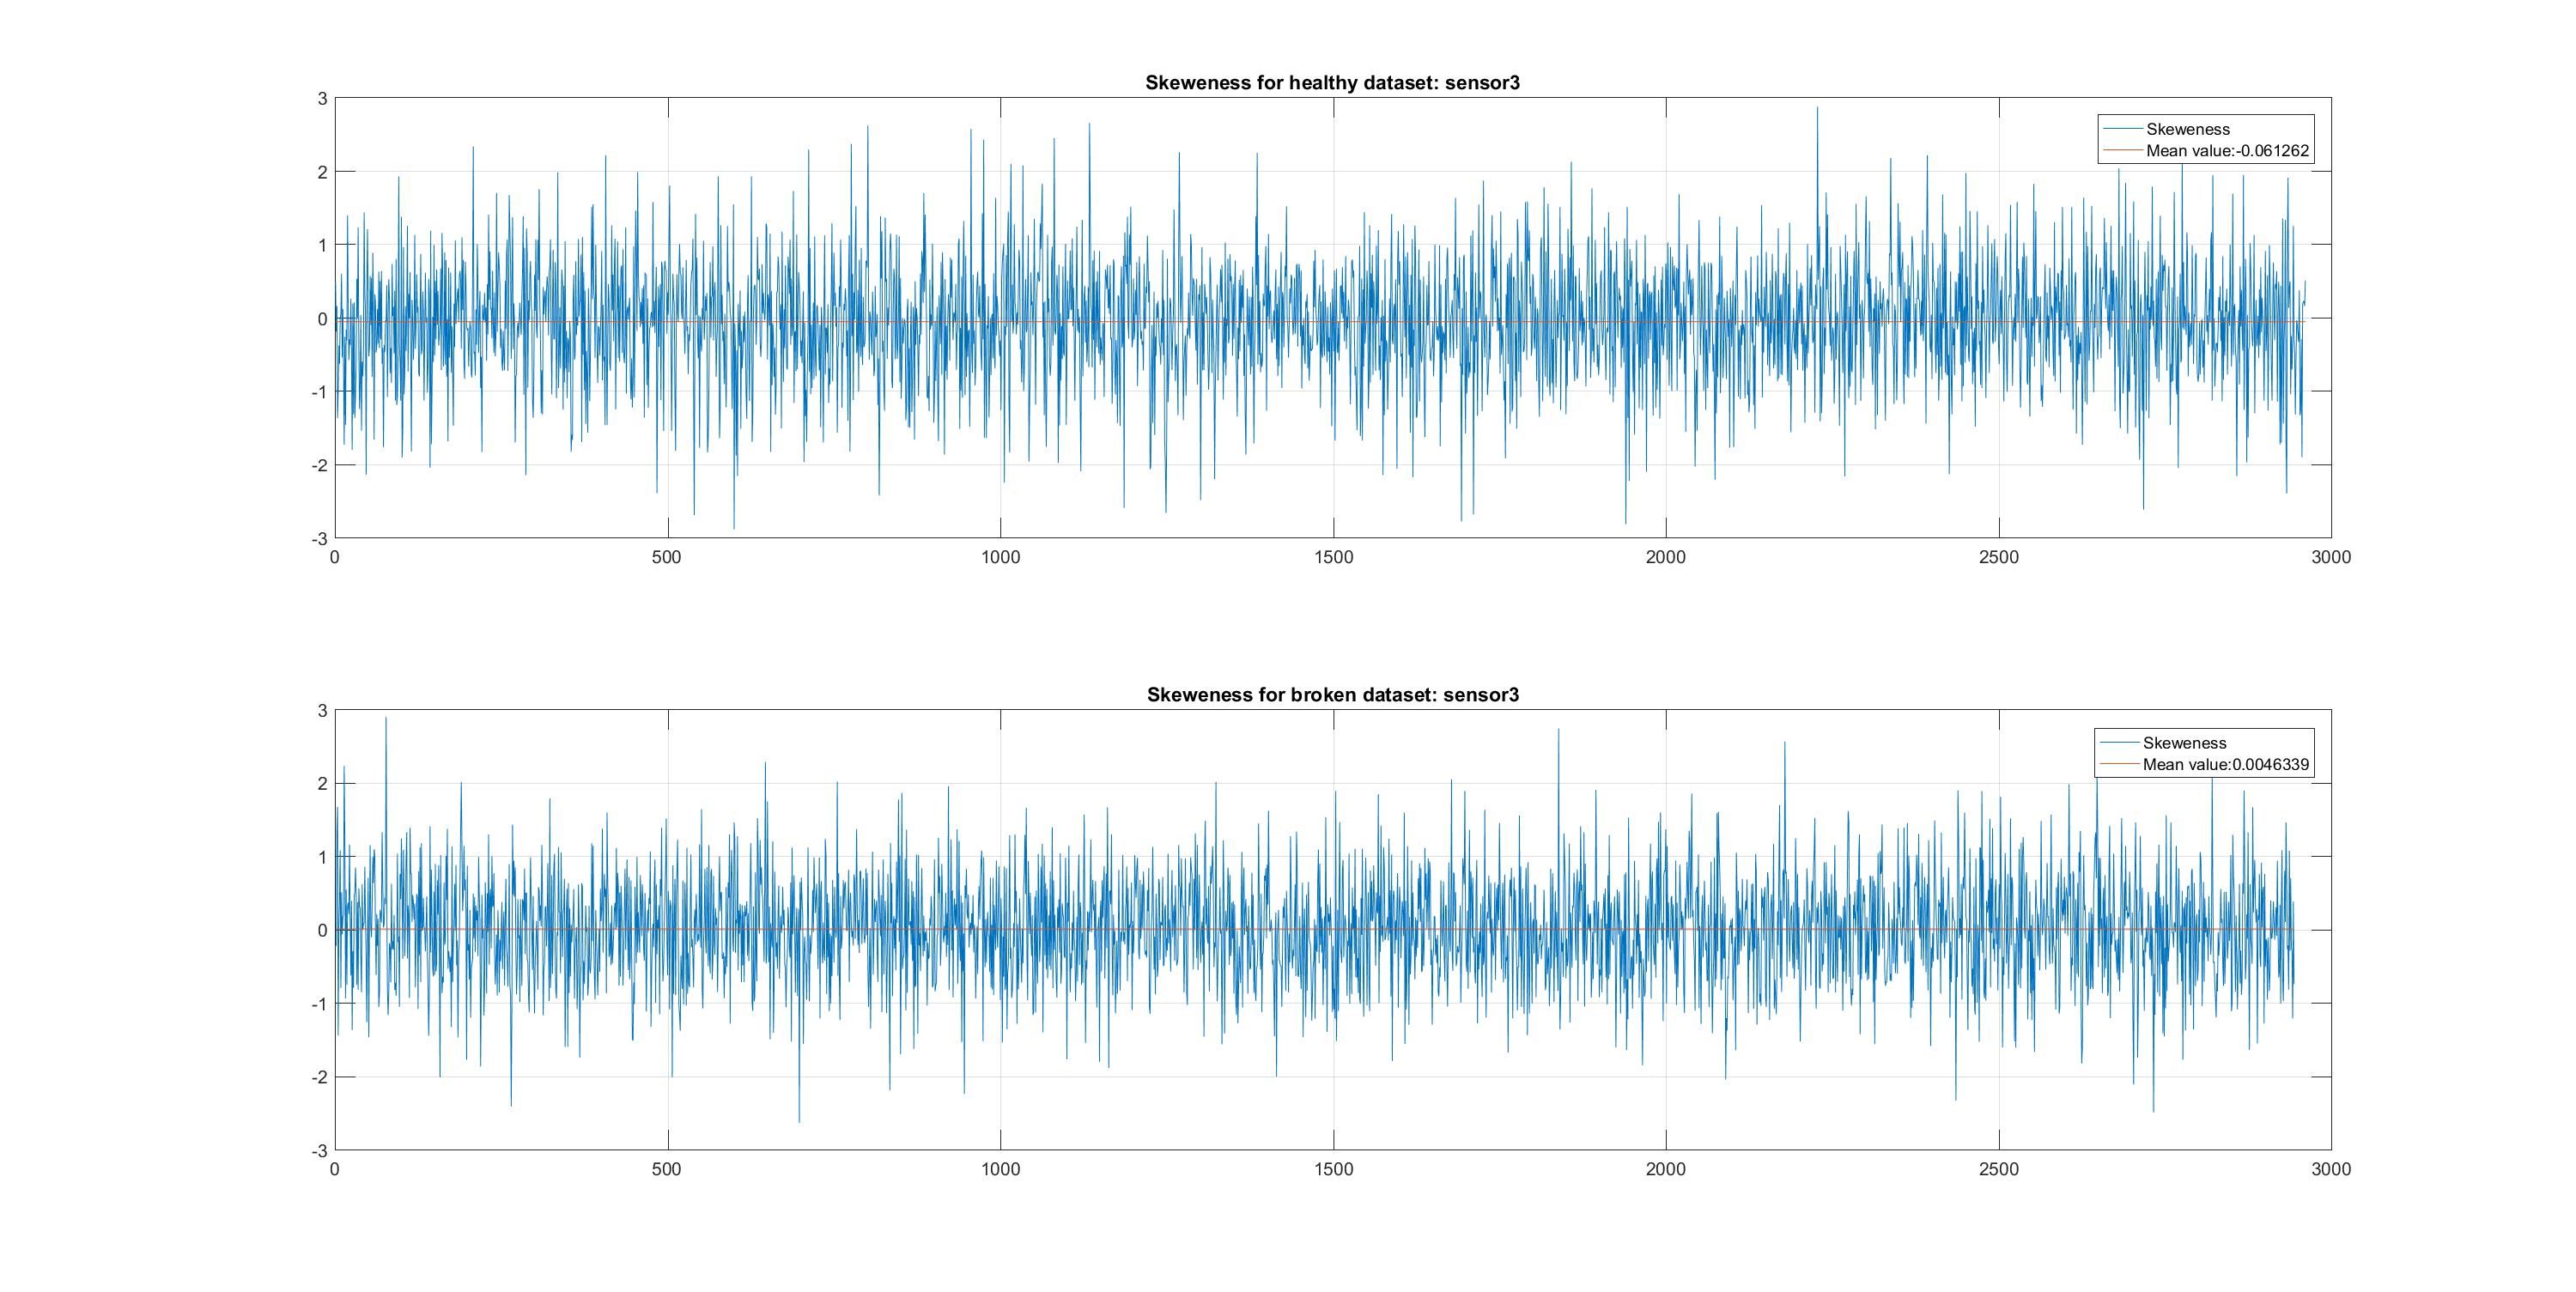 Skeweness for healthy dataset: sensor3
3
2
1
0
-1
-2
-3
Skeweness
Mean value:-0.061262
0 500 1000 1500 2000 2500 3000
Skeweness for broken dataset: sensor3
3
2
1
0
-1
-2
-3
Skeweness
Mean value:0.0046339
0 500 1000 1500 2000 2500 3000